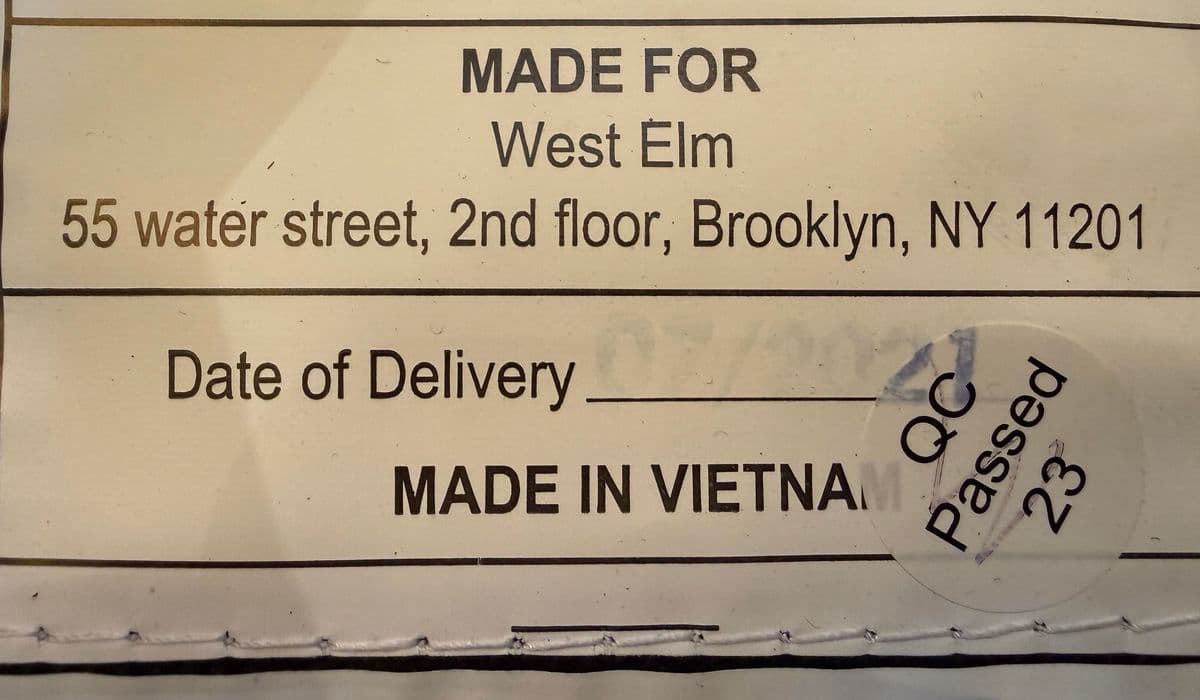 MADE FOR
West Elm
55 water street, 2nd floor, Brooklyn, NY 11201
Date of Delivery
MADE IN VIETNAM
QC
Passed
23